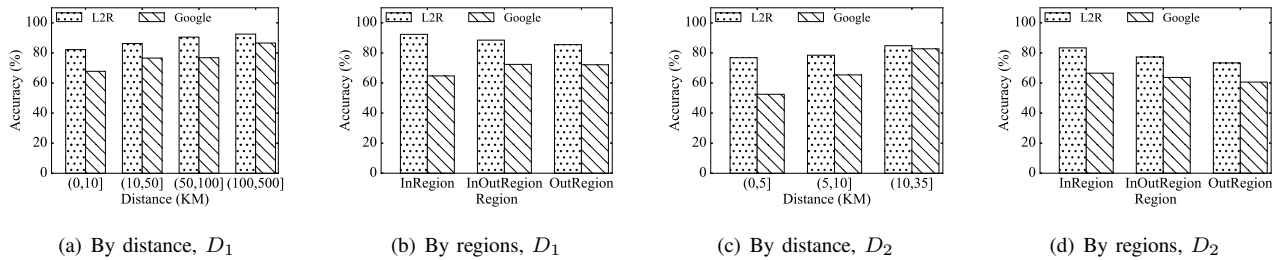 L2R Google
100
80
60
40
20
0
Accuracy (%)
(0,10] (10,50] (50,100] (100,500]
Distance (KM)
(a) By distance, D1
L2R Google
100
80
60
40
20
0
Accuracy (%)
InRegion InOutRegion OutRegion
Region
(b) By regions, D1
L2R Google
100
80
60
40
20
0
Accuracy (%)
(0,5] (5,10] (10,35]
Distance (KM)
(c) By distance, D2
L2R Google
100
80
60
40
20
0
Accuracy (%)
InRegion InOutRegion OutRegion
Region
(d) By regions, D2